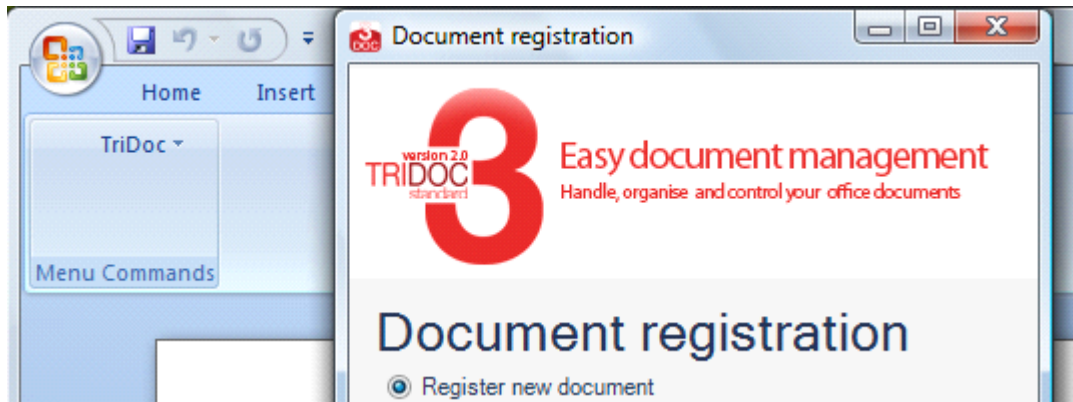 Document registration
Home Insert
TriDoc
Menu Commands
3
DOC
version 2.0
TRIDOC
standard
3
Easy document management
Handle, organise and control your office documents
Document registration
Register new document